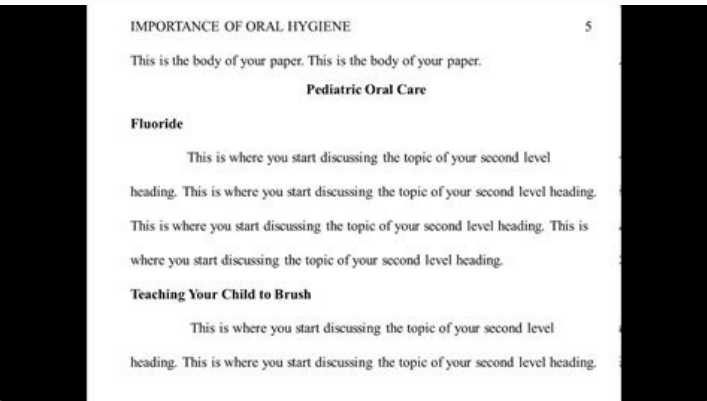 IMPORTANCE OF ORAL HYGIENE 5
This is the body of your paper. This is the body of your paper.
Pediatric Oral Care
Fluoride
This is where you start discussing the topic of your second level
heading. This is where you start discussing the topic of your second level heading.
This is where you start discussing the topic of your second level heading. This is
where you start discussing the topic of your second level heading.
Teaching Your Child to Brush
This is where you start discussing the topic of your second level
heading. This is where you start discussing the topic of your second level heading.